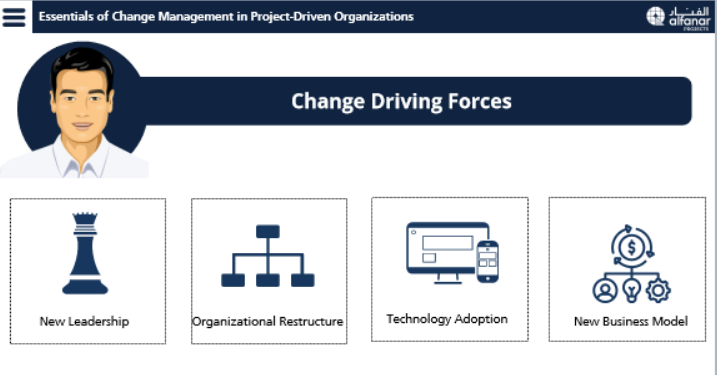 Essentials of Change Management in Project-Driven Organizations
الفنار
alfanar
PROJECTS
Change Driving Forces
New Leadership
Organizational Restructure
Technology Adoption
New Business Model